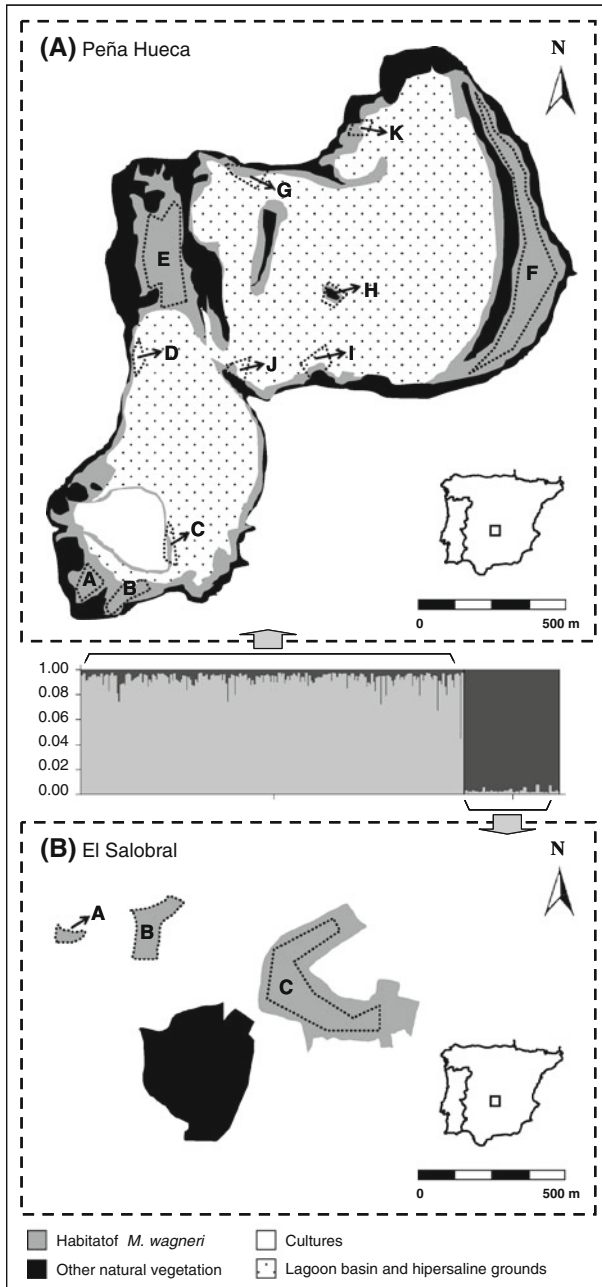 (A) Peña Hueca
N
K
G
E
H
F
D
J
I
C
A
B
0 500 m
1.00
0.08
0.06
0.04
0.02
0.00
(B) El Salobral
N
A
B
C
0 500 m
Habitatof M. wagneri
Cultures
Other natural vegetation
Lagoon basin and hipersaline grounds